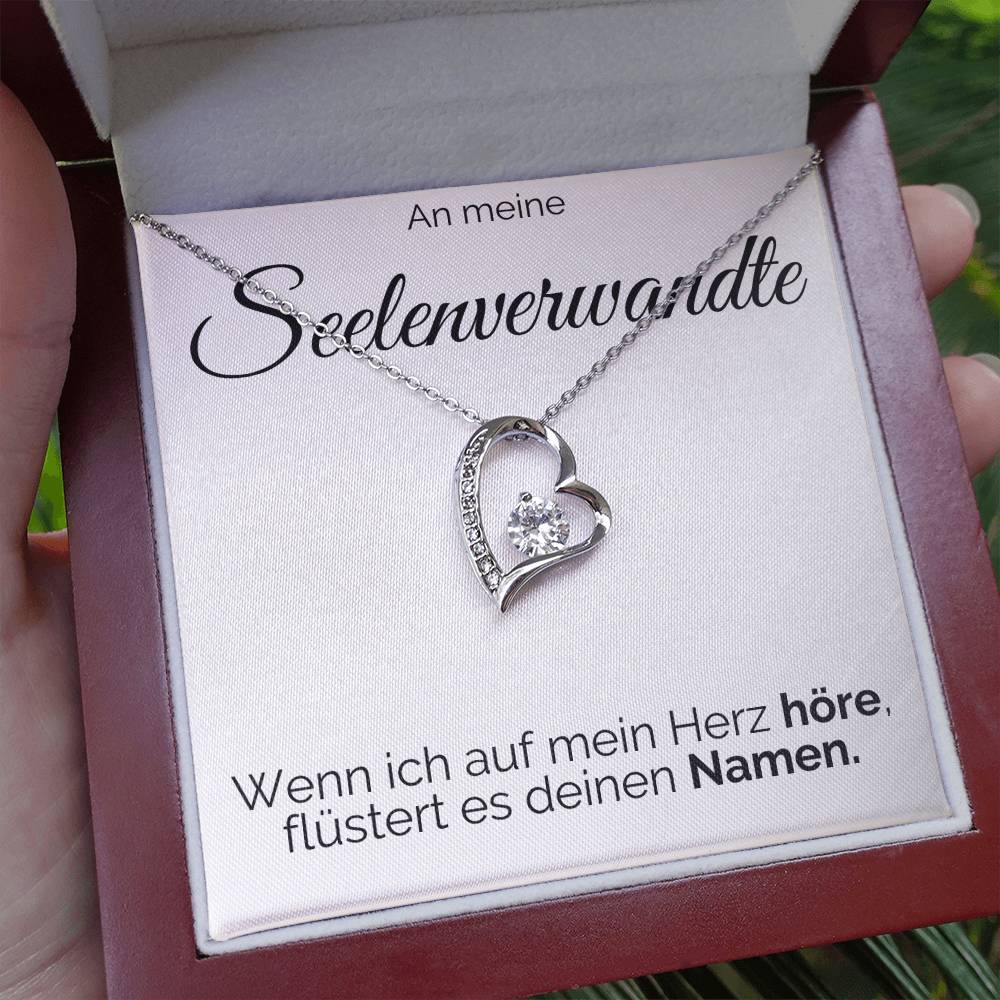 An meine
Seelenverwandte
Wenn ich auf mein Herz höre,
flüstert es deinen Namen.